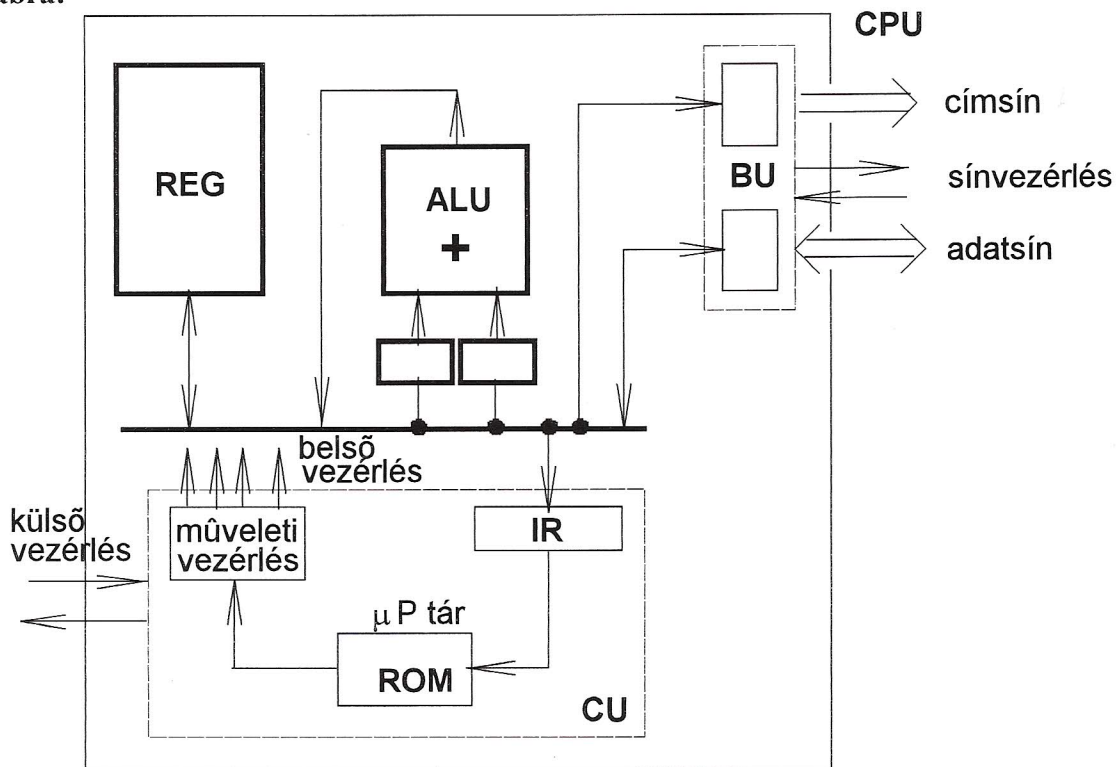 CPU
címsín
REG
ALU
+
BU
sínvezérlés
adatsín
belsõ
vezérlés
külsõ
vezérlés
mûveleti
vezérlés
IR
μP tár
ROM
CU